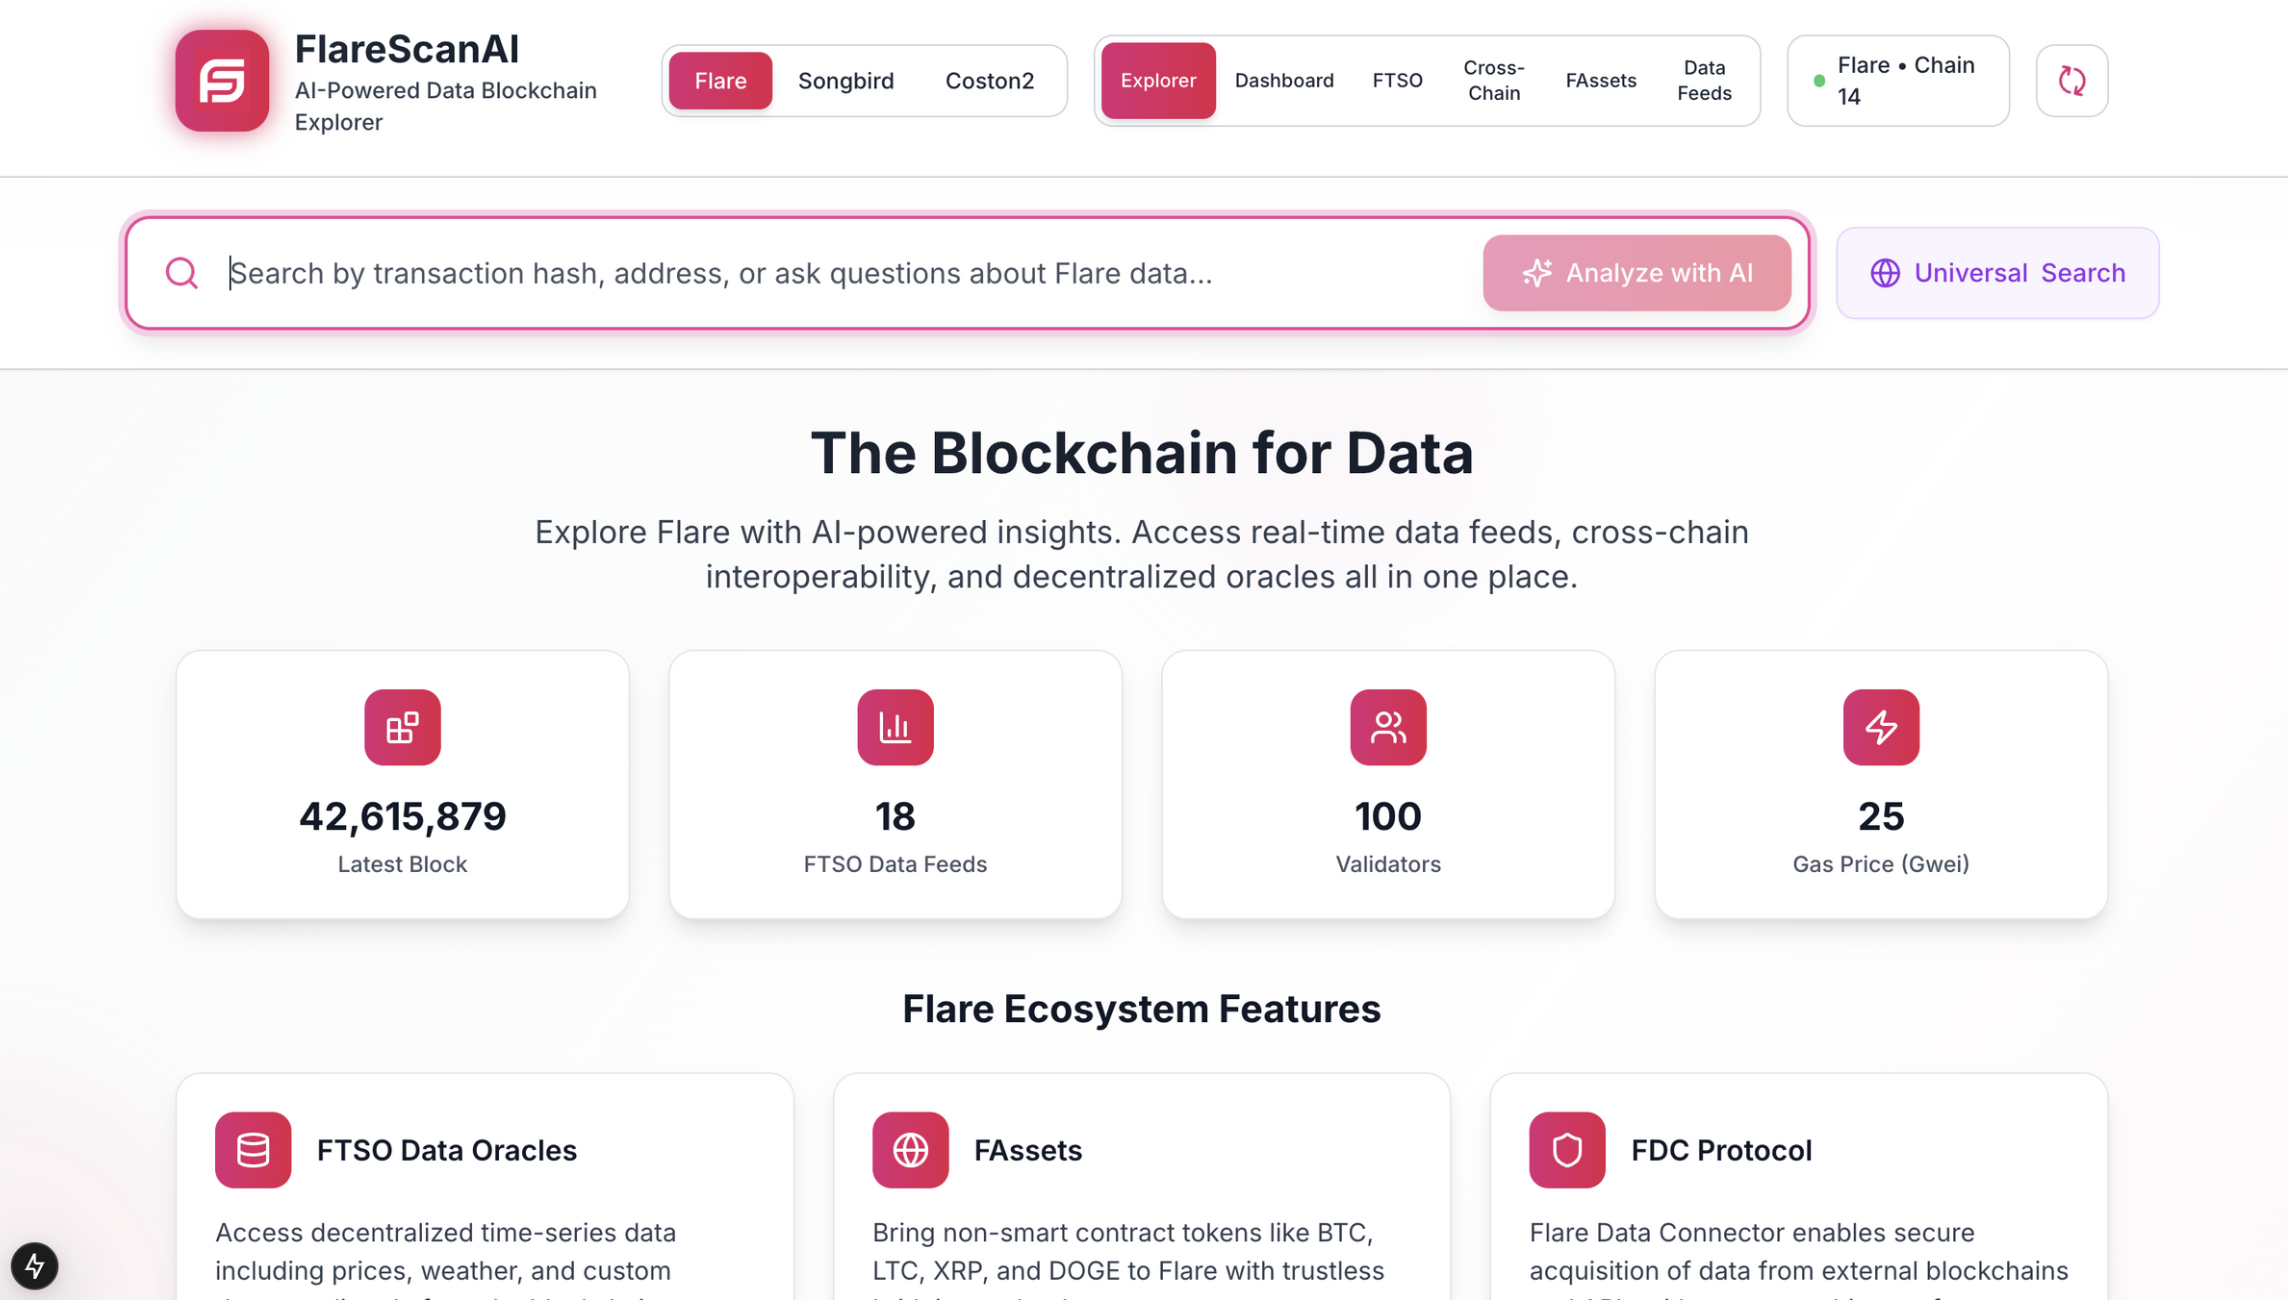 FlareScanAI
AI-Powered Data Blockchain
Explorer
Flare
Songbird
Coston2
Explorer
Dashboard
FTSO
Cross-
Chain
FAssets
Data
Feeds
Flare • Chain
14
Search by transaction hash, address, or ask questions about Flare data...
Analyze with AI
Universal Search
The Blockchain for Data
Explore Flare with AI-powered insights. Access real-time data feeds, cross-chain
interoperability, and decentralized oracles all in one place.
42,615,879
Latest Block
18
FTSO Data Feeds
100
Validators
25
Gas Price (Gwei)
Flare Ecosystem Features
FTSO Data Oracles
Access decentralized time-series data
including prices, weather, and custom
FAssets
Bring non-smart contract tokens like BTC,
LTC, XRP, and DOGE to Flare with trustless
FDC Protocol
Flare Data Connector enables secure
acquisition of data from external blockchains